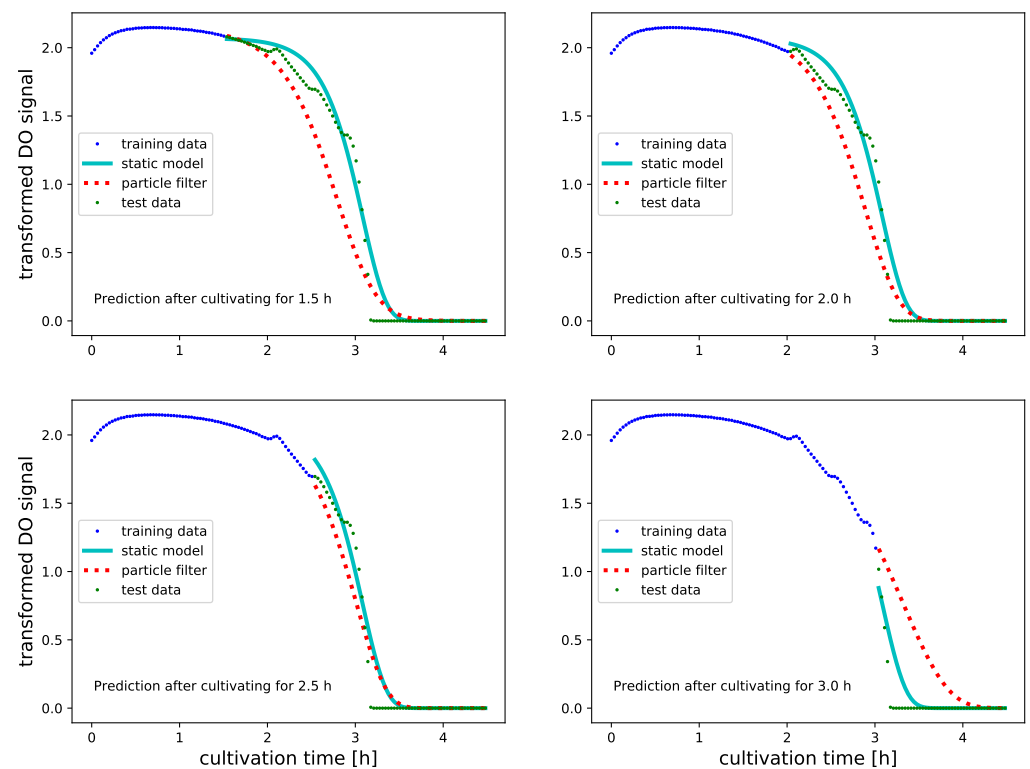 transformed DO signal
2.0
1.5
1.0
0.5
0.0
training data
static model
particle filter
test data
Prediction after cultivating for 1.5 h
0 1 2 3 4
2.0
1.5
1.0
0.5
0.0
training data
static model
particle filter
test data
Prediction after cultivating for 2.0 h
0 1 2 3 4
transformed DO signal
2.0
1.5
1.0
0.5
0.0
training data
static model
particle filter
test data
Prediction after cultivating for 2.5 h
0 1 2 3 4
cultivation time [h]
2.0
1.5
1.0
0.5
0.0
training data
static model
particle filter
test data
Prediction after cultivating for 3.0 h
0 1 2 3 4
cultivation time [h]